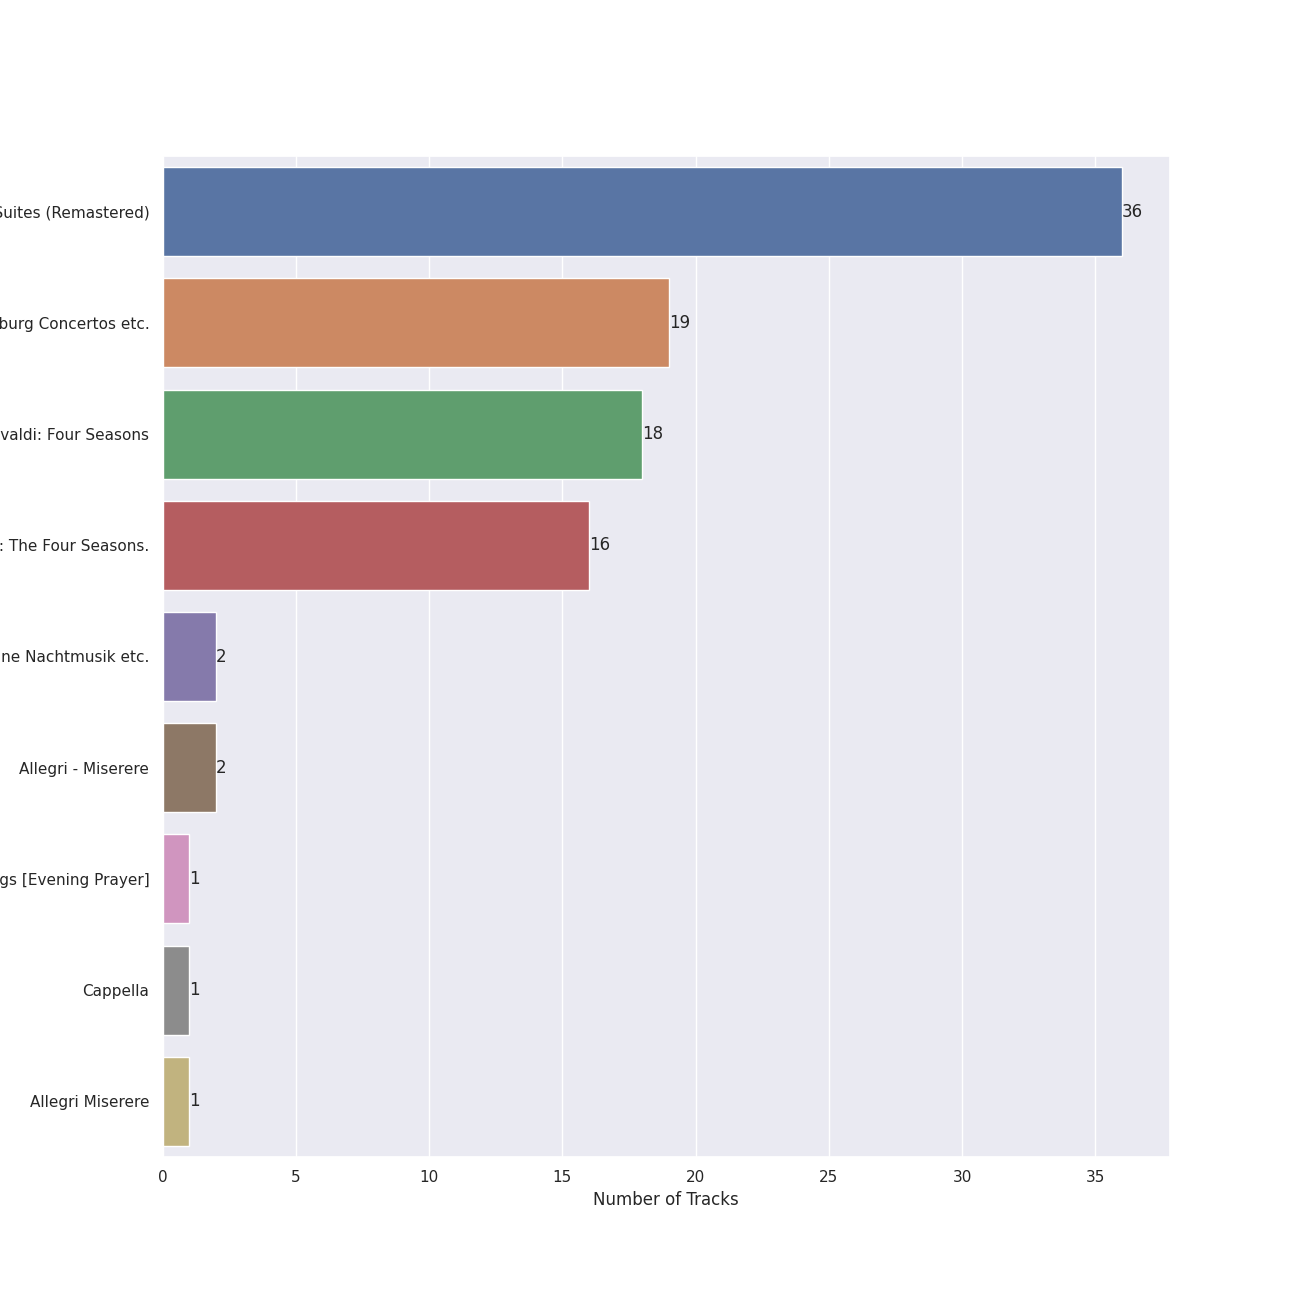 Suites (Remastered)
36
burg Concertos etc.
19
valdi: Four Seasons
18
: The Four Seasons.
16
ne Nachtmusik etc.
2
Allegri - Miserere
2
gs [Evening Prayer]
1
Cappella
1
Allegri Miserere
1
0 5 10 15 20 25 30 35
Number of Tracks